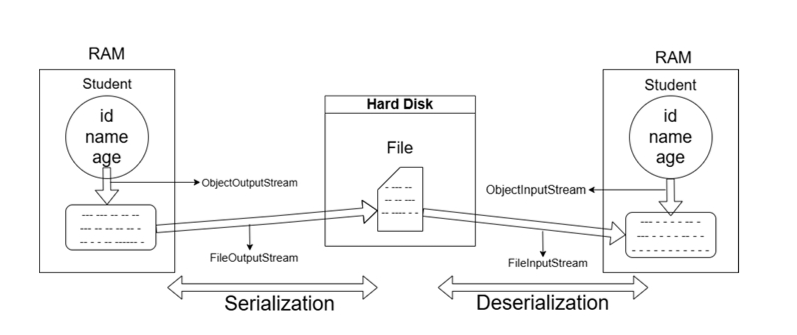 RAM
Student
id
name
age
ObjectOutputStream
FileOutputStream
Hard Disk
File
RAM
Student
id
name
age
ObjectInputStream
FileInputStream
Serialization
Deserialization